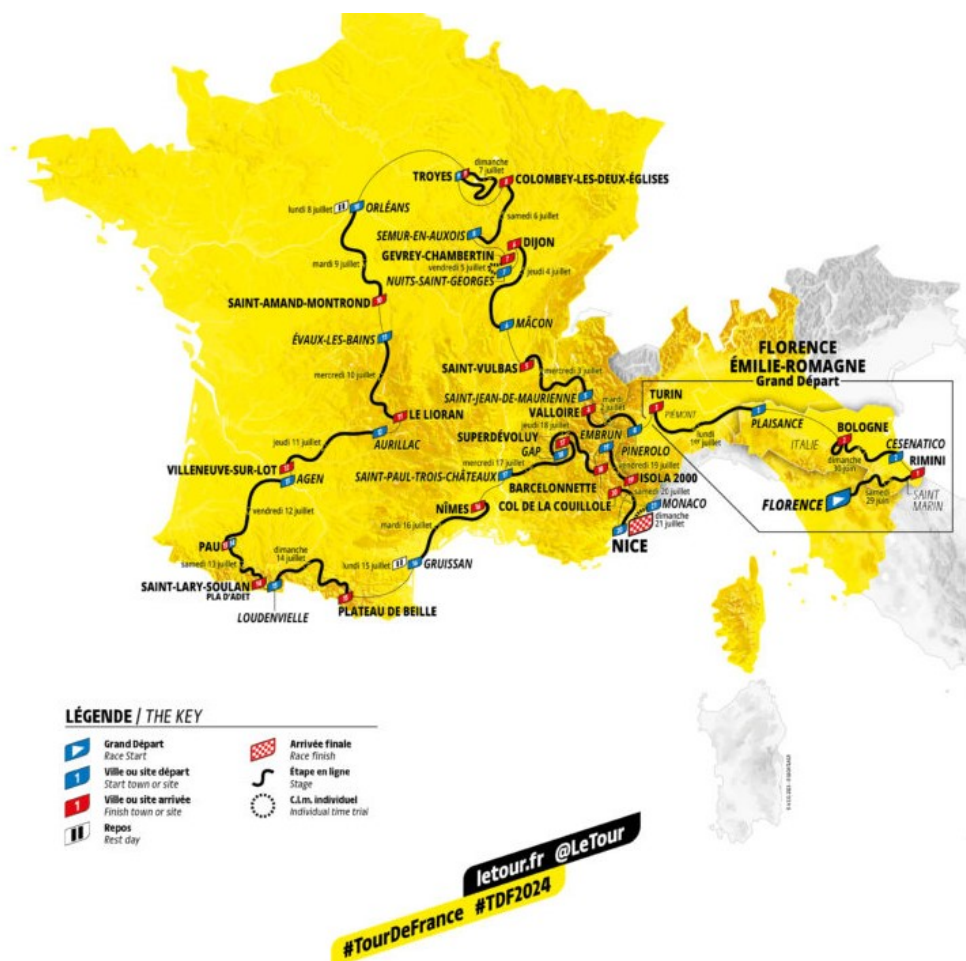 dimanche
7 juillet
TROYES
COLOMBEY-LES-DEUX-ÉGLISES
lundi 8 juillet
ORLÉANS
samedi 6 juillet
SEMUR-EN-AUXOIS
DIJON
GEVREY-CHAMBERTIN
vendredi 5 juillet
jeudi 4 juillet
NUITS-SAINT-GEORGES
mardi 9 juillet
SAINT-AMAND-MONTROND
MÂCON
ÉVAUX-LES-BAINS
SAINT-VULBAS
mercredi 3 juillet
mercredi 10 juillet
SAINT-JEAN-DE-MAURIENNE
mardi
2 juillet
VALLOIRE
LE LIORAN
jeudi 18 juillet
AURILLAC
SUPERDÉVOLUY
EMBRUN
GAP
PINEROLO
jeudi 11 juillet
mercredi 17 juillet
vendredi 19 juillet
VILLENEUVE-SUR-LOT
SAINT-PAUL-TROIS-CHÂTEAUX
ISOLA 2000
AGEN
BARCELONNETTE
samedi 20 juillet
COL DE LA COUILLOLE
MONACO
NÎMES
vendredi 12 juillet
mardi 16 juillet
dimanche
21 juillet
NICE
PAU
samedi 13 juillet
dimanche
14 juillet
lundi 15 juillet
GRUISSAN
SAINT-LARY-SOULAN
PLA D'ADET
LOUDENVIELLE
PLATEAU DE BEILLE
FLORENCE
ÉMILIE-ROMAGNE
Grand Départ
TURIN
PIÉMONT
PLAISANCE
lundi
1er juillet
ITALIE
BOLOGNE
CESENATICO
dimanche
30 juin
RIMINI
FLORENCE
samedi
29 juin
SAINT
MARIN
LÉGENDE / THE KEY
Grand Départ
Race Start
1
Ville ou site départ
Start town or site
1
Ville ou site arrivée
Finish town or site
Repos
Rest day
Arrivée finale
Race finish
Étape en ligne
Stage
C.l.m. individuel
Individual time trial
letour.fr @LeTour
#TourDeFrance #TDF2024